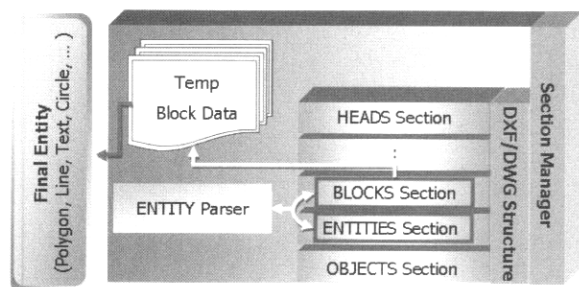 Final Entity
(Polygon, Line, Text, Circle, ... )
Temp
Block Data
ENTITY Parser
HEADS Section
:
BLOCKS Section
ENTITIES Section
OBJECTS Section
DXF/DWG Structure
Section Manager